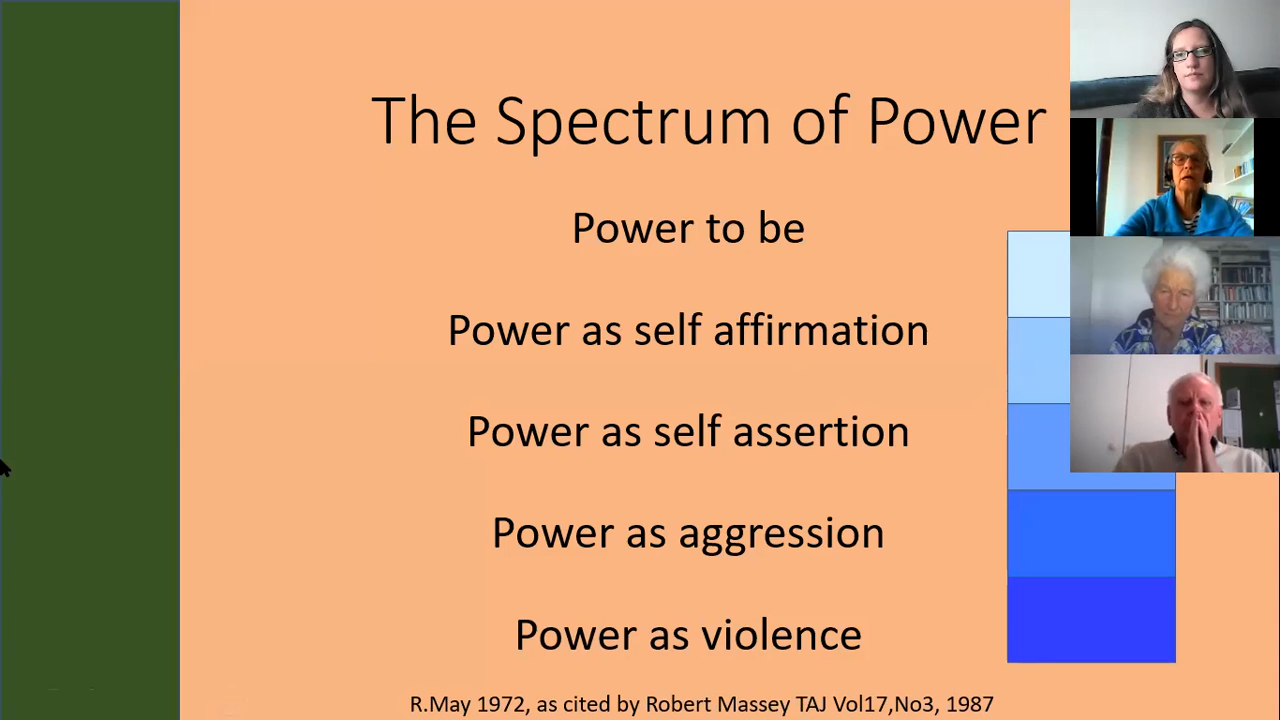 The Spectrum of Power
Power to be
Power as self affirmation
Power as self assertion
Power as aggression
Power as violence
R.May 1972, as cited by Robert Massey TAJ Vol17,No3, 1987